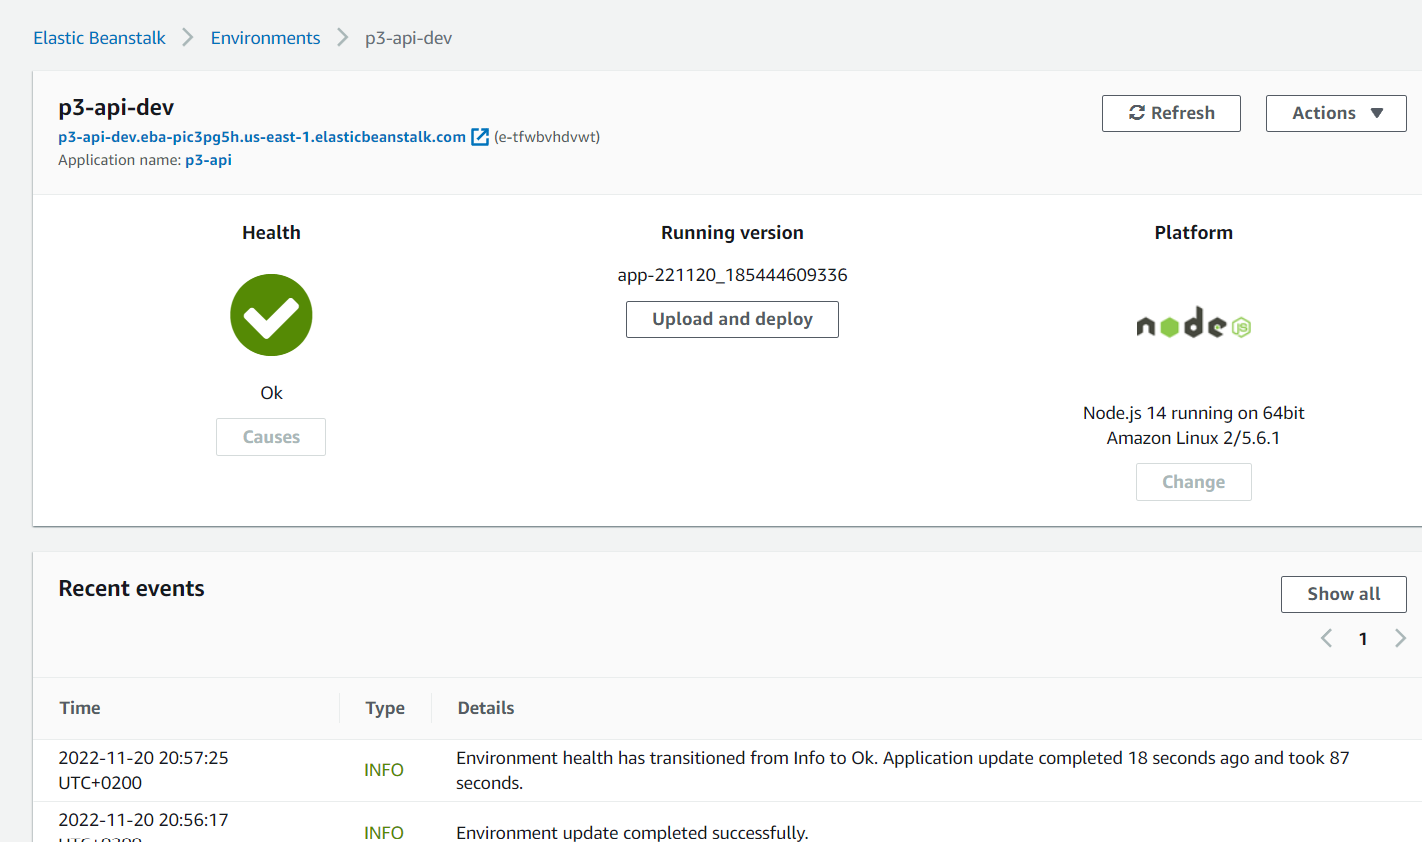 Elastic Beanstalk > Environments > p3-api-dev
p3-api-dev
Refresh
Actions
p3-api-dev.eba-pic3pg5h.us-east-1.elasticbeanstalk.com (e-tfwbvhdvwt)
Application name: p3-api
Health
Ok
Causes
Running version
app-221120_185444609336
Upload and deploy
Platform
node JS
Node.js 14 running on 64bit
Amazon Linux 2/5.6.1
Change
Recent events
Show all
1
Time Type Details
2022-11-20 20:57:25
UTC+0200
INFO
Environment health has transitioned from Info to Ok. Application update completed 18 seconds ago and took 87
seconds.
2022-11-20 20:56:17
UTC+0200
INFO
Environment update completed successfully.